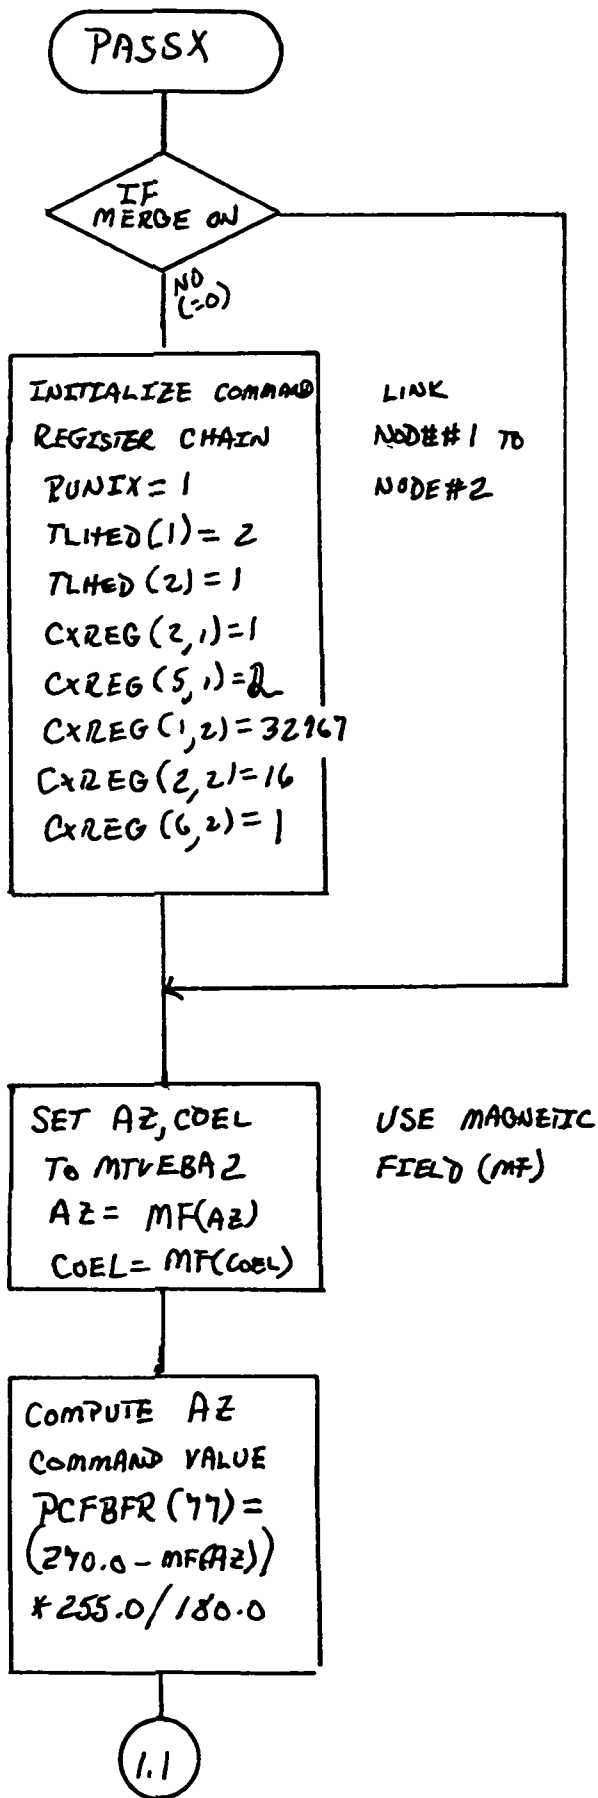 PASSX
IF
MERGE ON
NO
(=0)
INITIALIZE COMMAND
REGISTER CHAIN
RUNIX = 1
TLHED(1) = 2
TLHED(2) = 1
CXREG(2,1) = 1
CXREG(5,1) = 2
CXREG(1,2) = 32767
CXREG(2,2) = 16
CXREG(6,2) = 1
LINK
NODE#1 TO
NODE#2
SET AZ, COEL
TO MTVEBA2
AZ = MF(AZ)
COEL = MF(COEL)
USE MAGNETIC
FIELD (MF)
COMPUTE AZ
COMMAND VALUE
PCFBFR(77) =
(270.0 - MF(AZ))
* 255.0/180.0
1.1